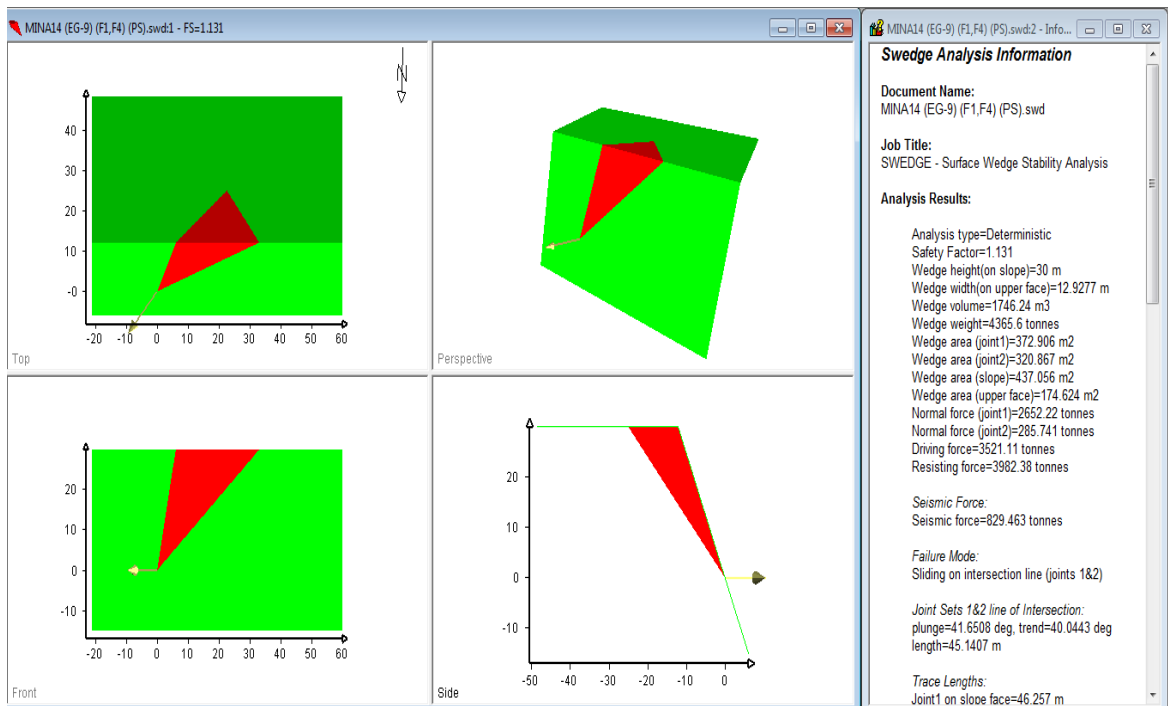 MINA14 (EG-9) (F1,F4) (PS).swd:1 - FS=1.131
N
40
30
20
10
-0
-20 -10 0 10 20 30 40 50 60
Top
Perspective
20
10
0
-10
-20 -10 0 10 20 30 40 50 60
Front
20
10
0
-10
-50 -40 -30 -20 -10 0
Side
MINA14 (EG-9) (F1,F4) (PS).swd:2 - Info...
Swedge Analysis Information
Document Name:
MINA14 (EG-9) (F1,F4) (PS).swd
Job Title:
SWEDGE - Surface Wedge Stability Analysis
Analysis Results:
Analysis type=Deterministic
Safety Factor=1.131
Wedge height(on slope)=30 m
Wedge width(on upper face)=12.9277 m
Wedge volume=1746.24 m3
Wedge weight=4365.6 tonnes
Wedge area (joint1)=372.906 m2
Wedge area (joint2)=320.867 m2
Wedge area (slope)=437.056 m2
Wedge area (upper face)=174.624 m2
Normal force (joint1)=2652.22 tonnes
Normal force (joint2)=285.741 tonnes
Driving force=3521.11 tonnes
Resisting force=3982.38 tonnes
Seismic Force:
Seismic force=829.463 tonnes
Failure Mode:
Sliding on intersection line (joints 1&2)
Joint Sets 1&2 line of Intersection:
plunge=41.6508 deg, trend=40.0443 deg
length=45.1407 m
Trace Lengths:
Joint1 on slope face=46.257 m